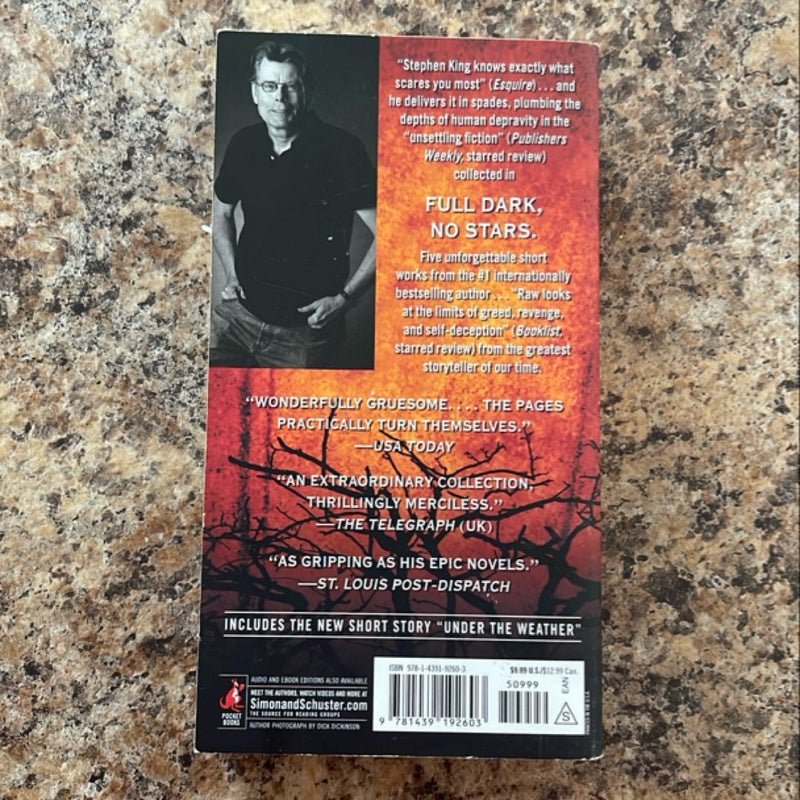 “Stephen King knows exactly what
scares you most” (Esquire) . . . and
he delivers it in spades, plumbing the
depths of human depravity in the
“unsettling fiction” (Publishers
Weekly, starred review)
collected in
FULL DARK,
NO STARS.
Five unforgettable short
works from the #1 internationally
bestselling author . . . “Raw looks
at the limits of greed, revenge,
and self-deception” (Booklist,
starred review) from the greatest
storyteller of our time.
“WONDERFULLY GRUESOME. . . . THE PAGES
PRACTICALLY TURN THEMSELVES.”
—USA TODAY
“AN EXTRAORDINARY COLLECTION,
THRILLINGLY MERCILESS.”
—THE TELEGRAPH (UK)
“AS GRIPPING AS HIS EPIC NOVELS.”
—ST. LOUIS POST-DISPATCH
INCLUDES THE NEW SHORT STORY “UNDER THE WEATHER”
POCKET
BOOKS
AUDIO AND EBOOK EDITIONS ALSO AVAILABLE
MEET THE AUTHORS, WATCH VIDEOS AND MORE AT
SimonandSchuster.com
THE SOURCE FOR READING GROUPS
AUTHOR PHOTOGRAPH BY DICK DICKINSON
ISBN 978-1-4391-9260-3
$9.99 U.S./$12.99 Can.
50999
9 781439 192603
EAN
S
PRINTED IN THE U.S.A.